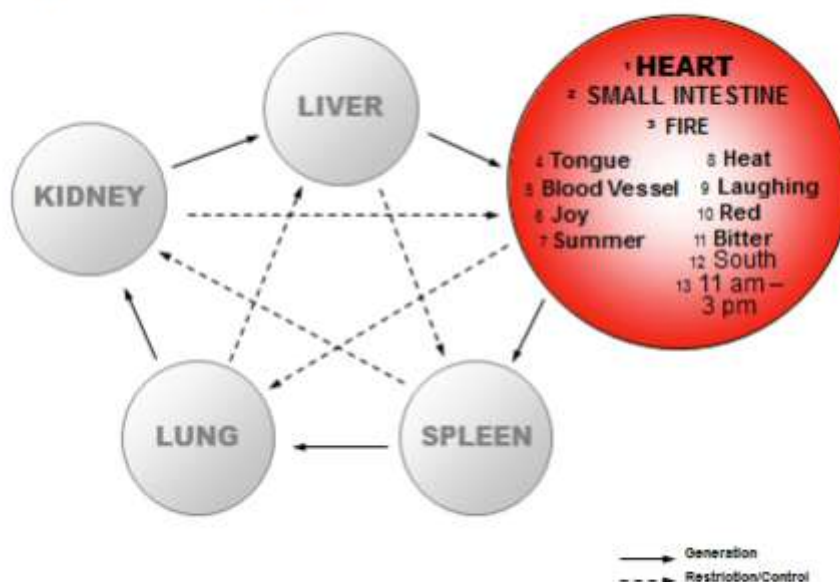 LIVER
KIDNEY
LUNG
SPLEEN
1 HEART
2 SMALL INTESTINE
3 FIRE
4 Tongue
5 Blood Vessel
6 Joy
7 Summer
8 Heat
9 Laughing
10 Red
11 Bitter
12 South
13 11 am –
3 pm
Generation
Restriction/Control